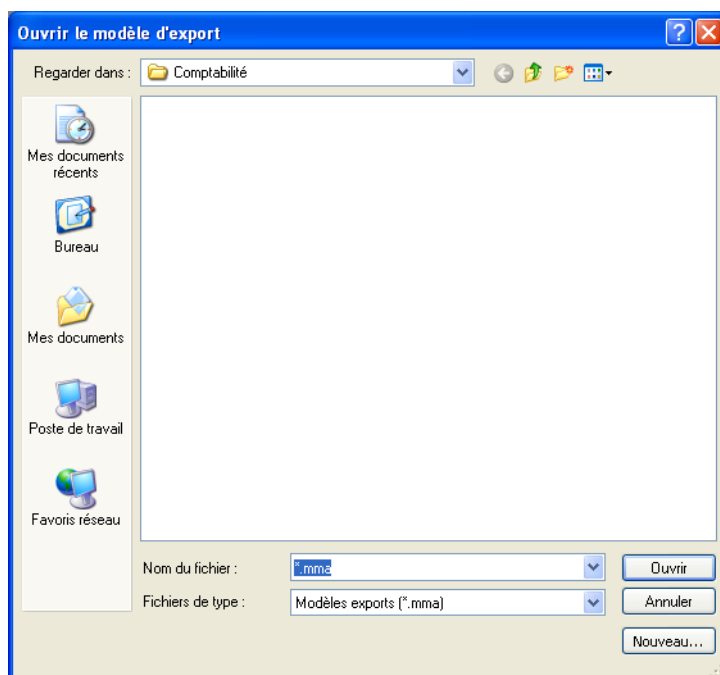 Ouvrir le modèle d'export
Regarder dans :
Comptabilité
Mes documents
récents
Bureau
Mes documents
Poste de travail
Favoris réseau
Nom du fichier :
*.mma
Ouvrir
Fichiers de type :
Modèles exports (*.mma)
Annuler
Nouveau...